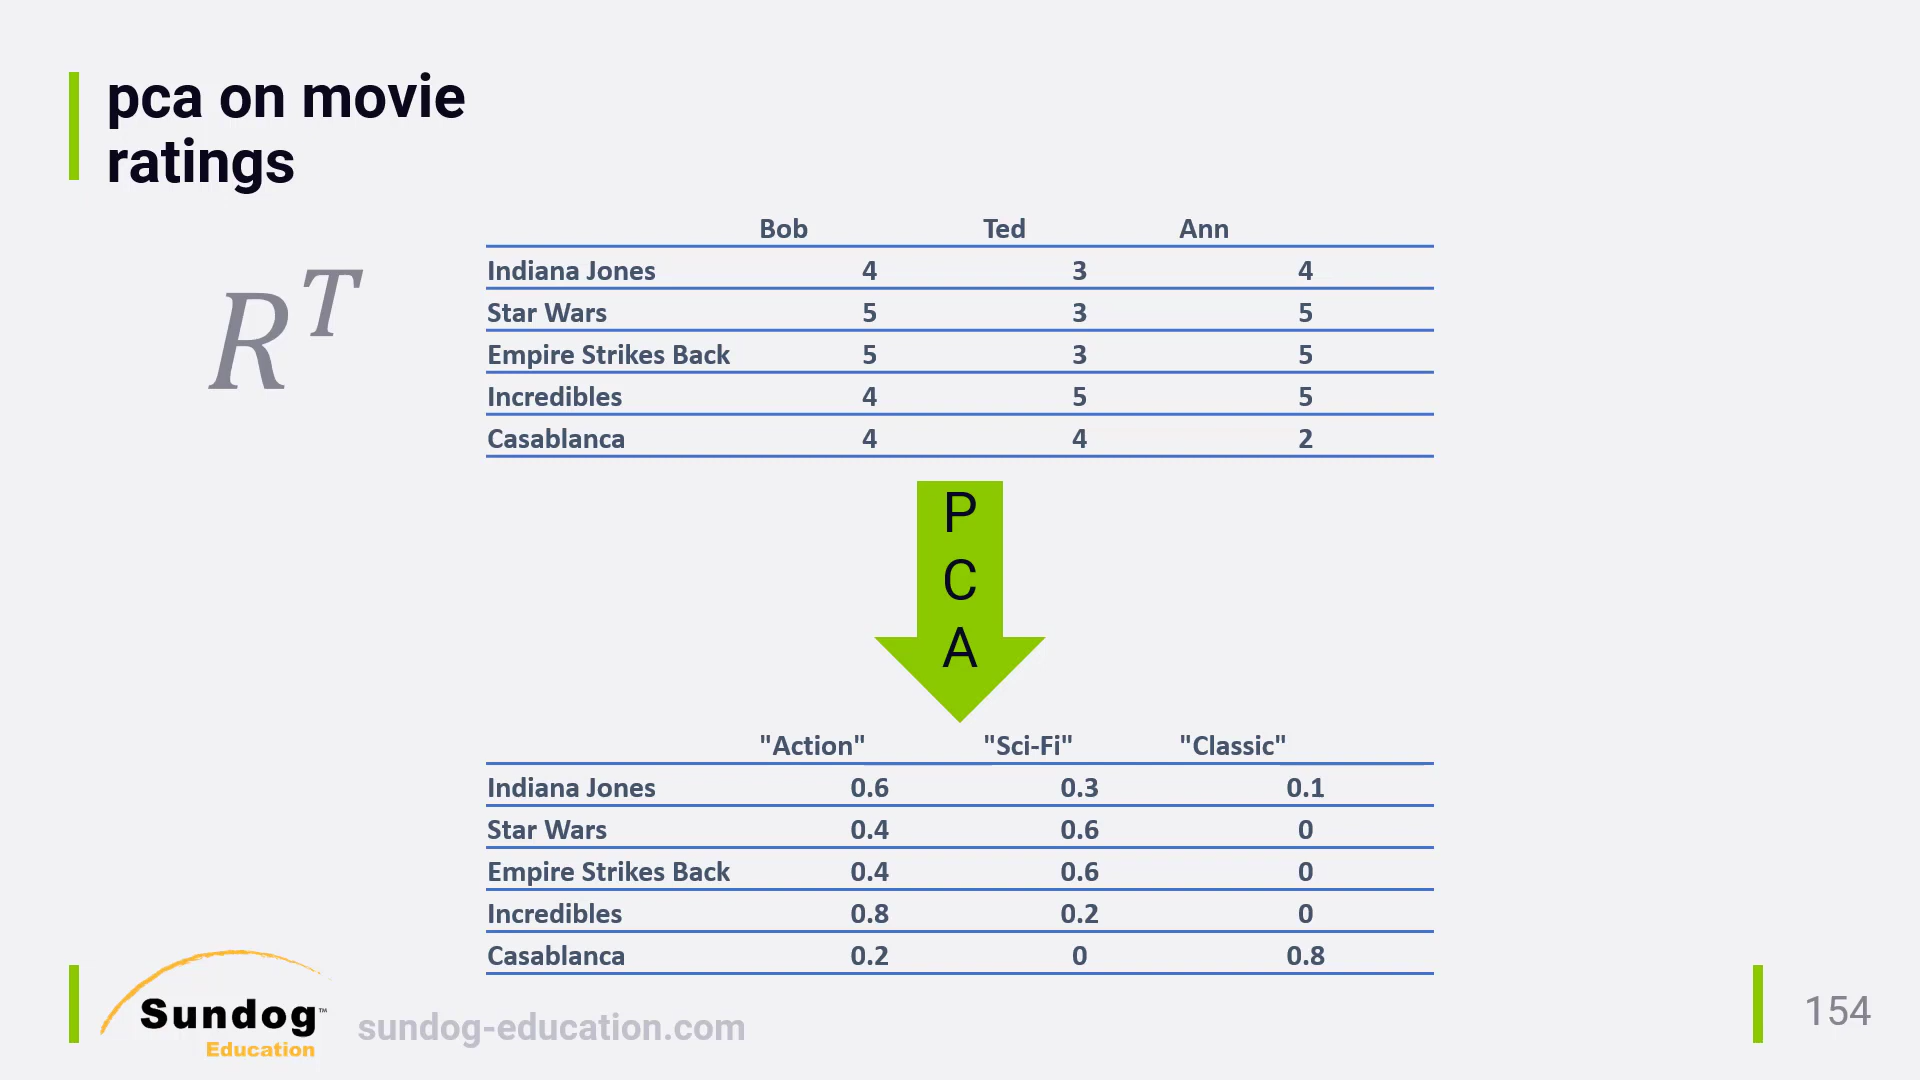 pca on movie
ratings
R^T
Bob Ted Ann
Indiana Jones 4 3 4
Star Wars 5 3 5
Empire Strikes Back 5 3 5
Incredibles 4 5 5
Casablanca 4 4 2
P
C
A
"Action" "Sci-Fi" "Classic"
Indiana Jones 0.6 0.3 0.1
Star Wars 0.4 0.6 0
Empire Strikes Back 0.4 0.6 0
Incredibles 0.8 0.2 0
Casablanca 0.2 0 0.8
Sundog™
Education
sundog-education.com
154